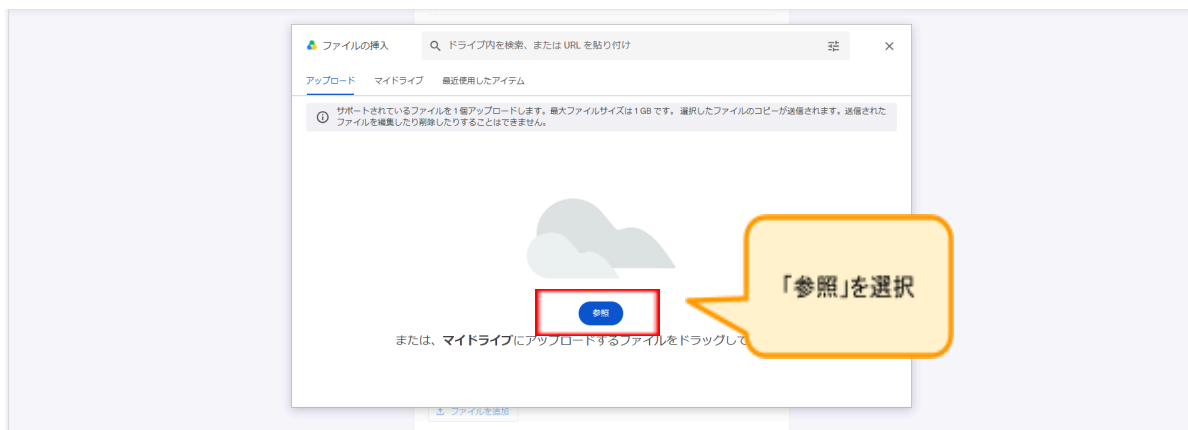 ファイルの挿入
ドライブ内を検索、または URL を貼り付け
アップロード マイドライブ 最近使用したアイテム
サポートされているファイルを 1 個アップロードします。最大ファイルサイズは 1 GB です。 選択したファイルのコピーが送信されます。送信された
ファイルを編集したり削除したりすることはできません。
「参照」を選択
参照
または、マイドライブにアップロードするファイルをドラッグして
ファイルを追加